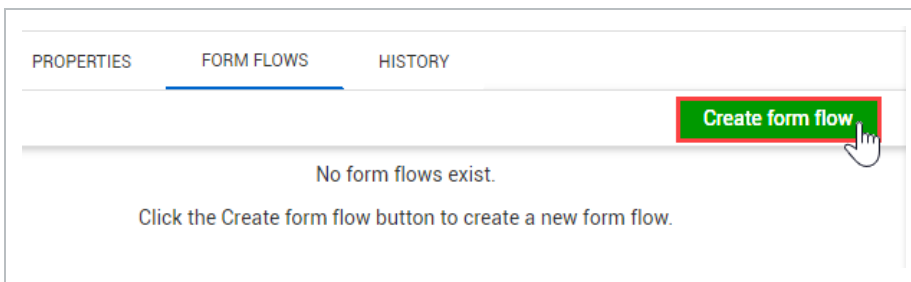 PROPERTIES FORM FLOWS HISTORY
Create form flow
No form flows exist.
Click the Create form flow button to create a new form flow.